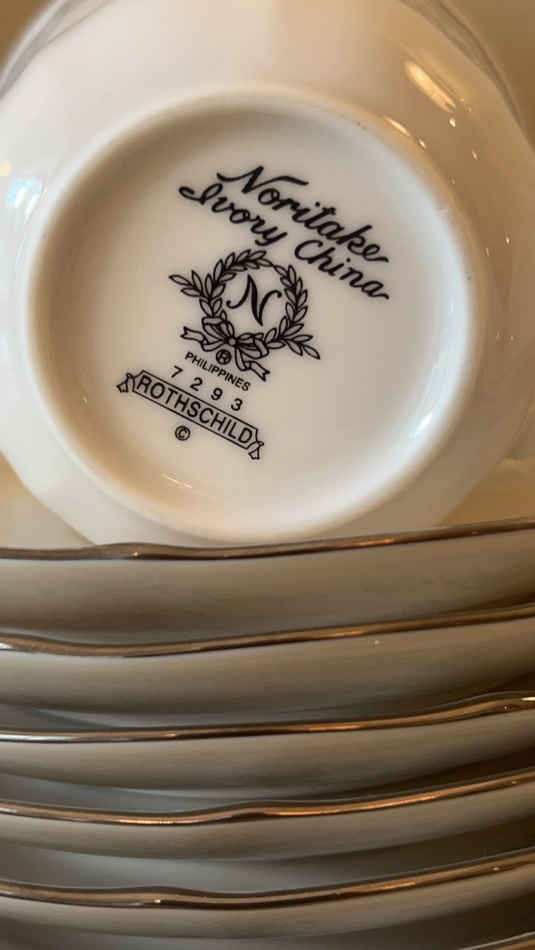 Noritake
Ivory China
N
®
PHILIPPINES
7293
ROTHSCHILD
©